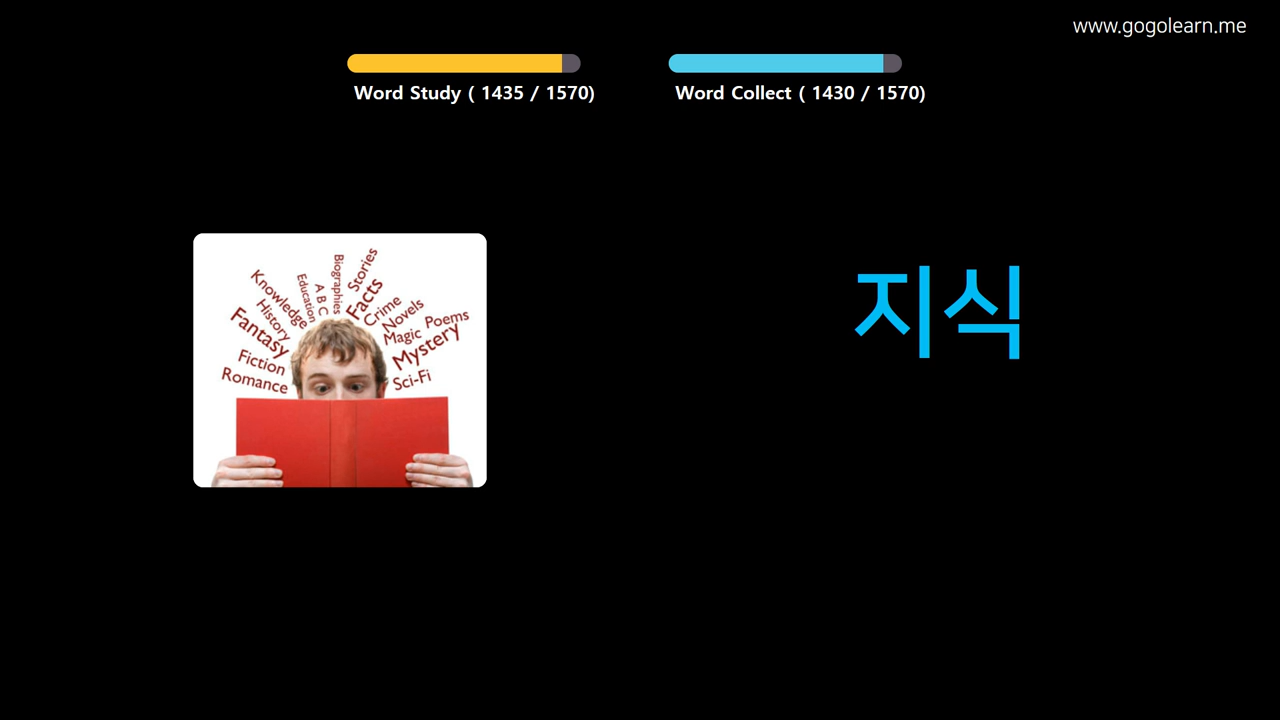 www.gogolearn.me
Word Study ( 1435 / 1570)
Word Collect ( 1430 / 1570)
지식
Knowledge
History
Fantasy
Fiction
Romance
Education
A B C
Biographies
Stories
Facts
Crime
Novels
Magic
Poems
Mystery
Sci-Fi